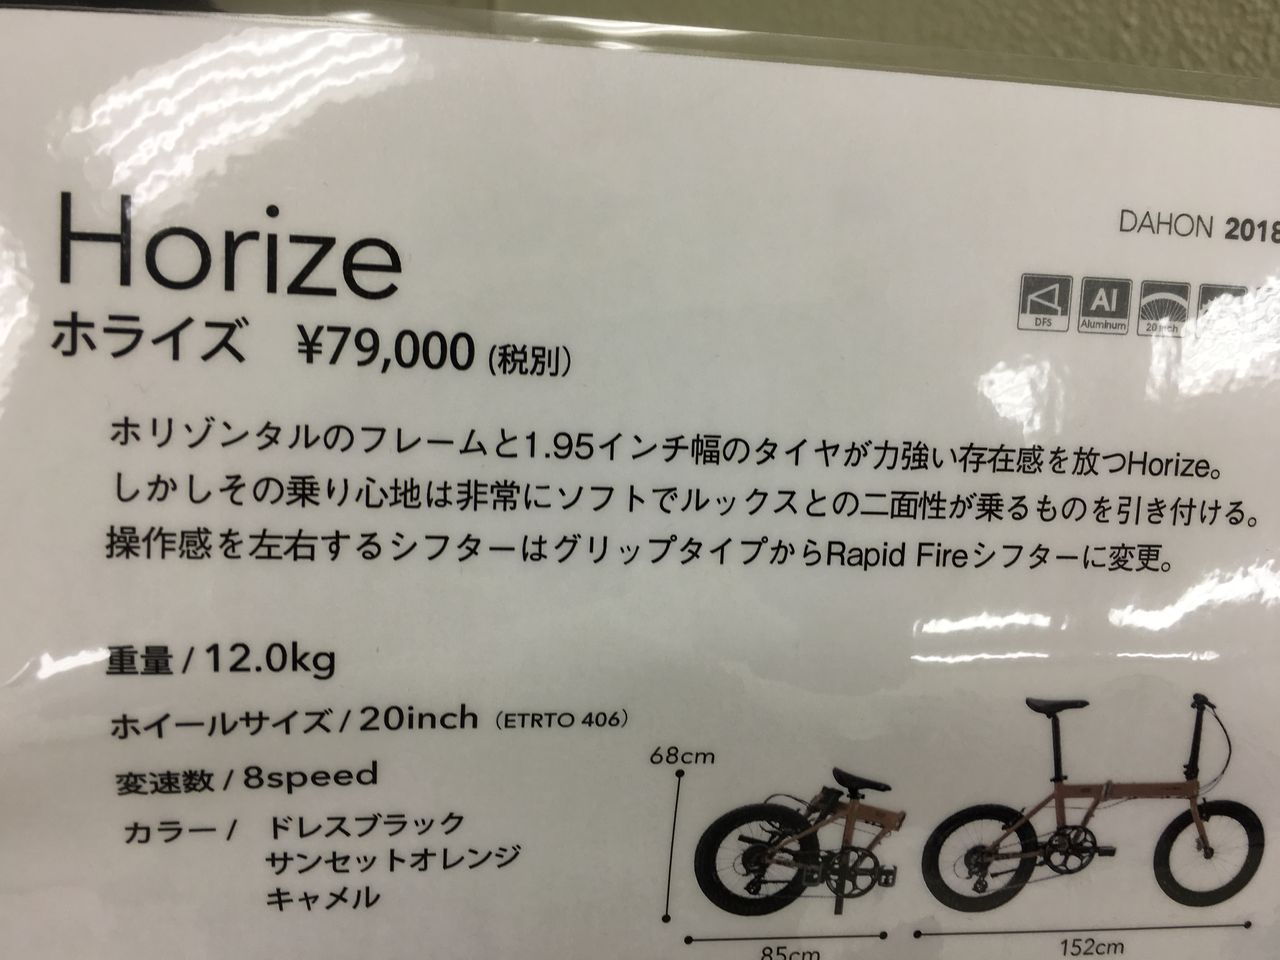 Horize
DAHON 2018
DFS
Al
Aluminum
20 inch
ホライズ ¥79,000 (税別)
ホリゾンタルのフレームと1.95インチ幅のタイヤが力強い存在感を放つHorize。
しかしその乗り心地は非常にソフトでルックスとの二面性が乗るものを引き付ける。
操作感を左右するシフターはグリップタイプからRapid Fireシフターに変更。
重量 / 12.0kg
ホイールサイズ / 20inch（ETRTO 406）
変速数 / 8speed
カラー / ドレスブラック
サンセットオレンジ
キャメル
68cm
85cm
152cm